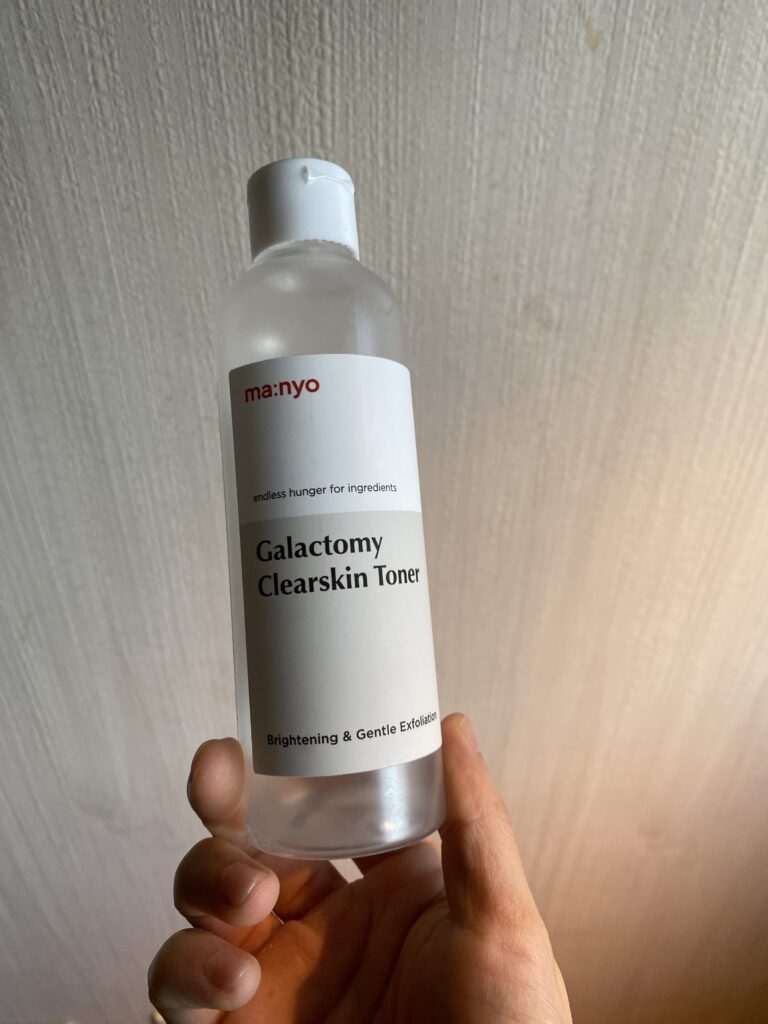 ma:nyo
endless hunger for ingredients
Galactomy
Clearskin Toner
Brightening & Gentle Exfoliation